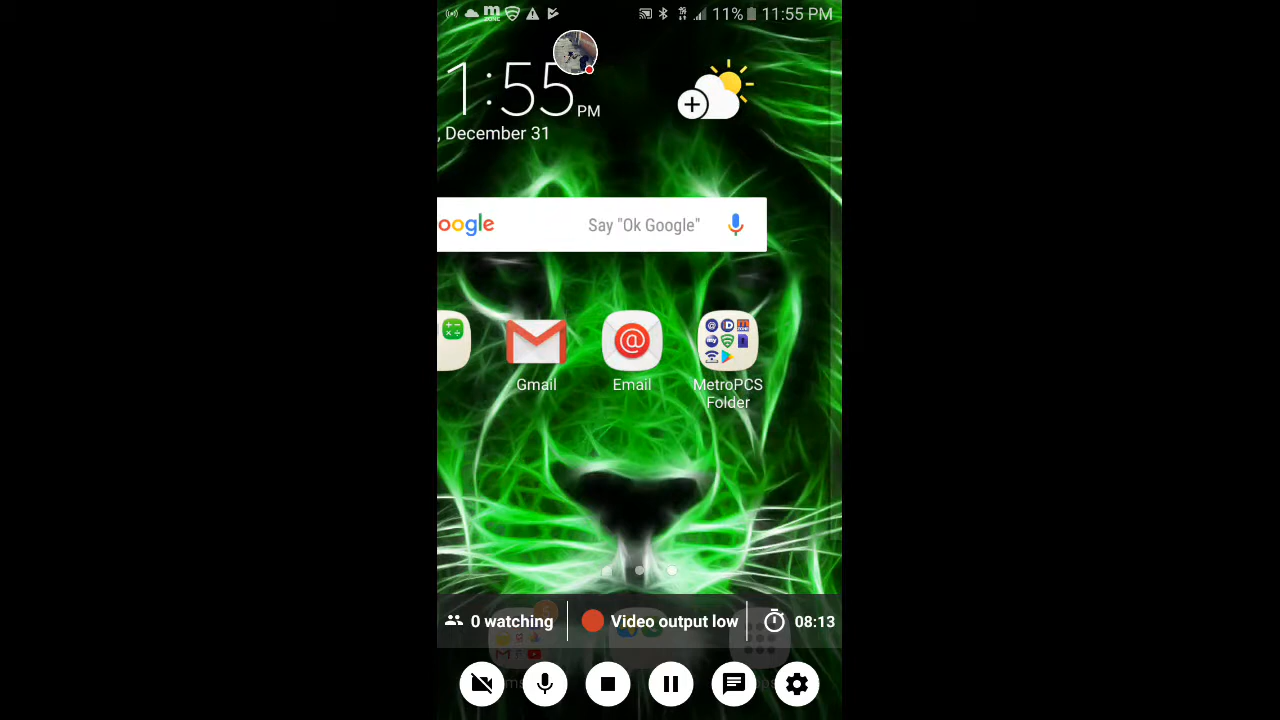 11% 11:55 PM
1:55 PM
, December 31
oogle Say "Ok Google"
Gmail
Email
MetroPCS
Folder
0 watching
Video output low
08:13